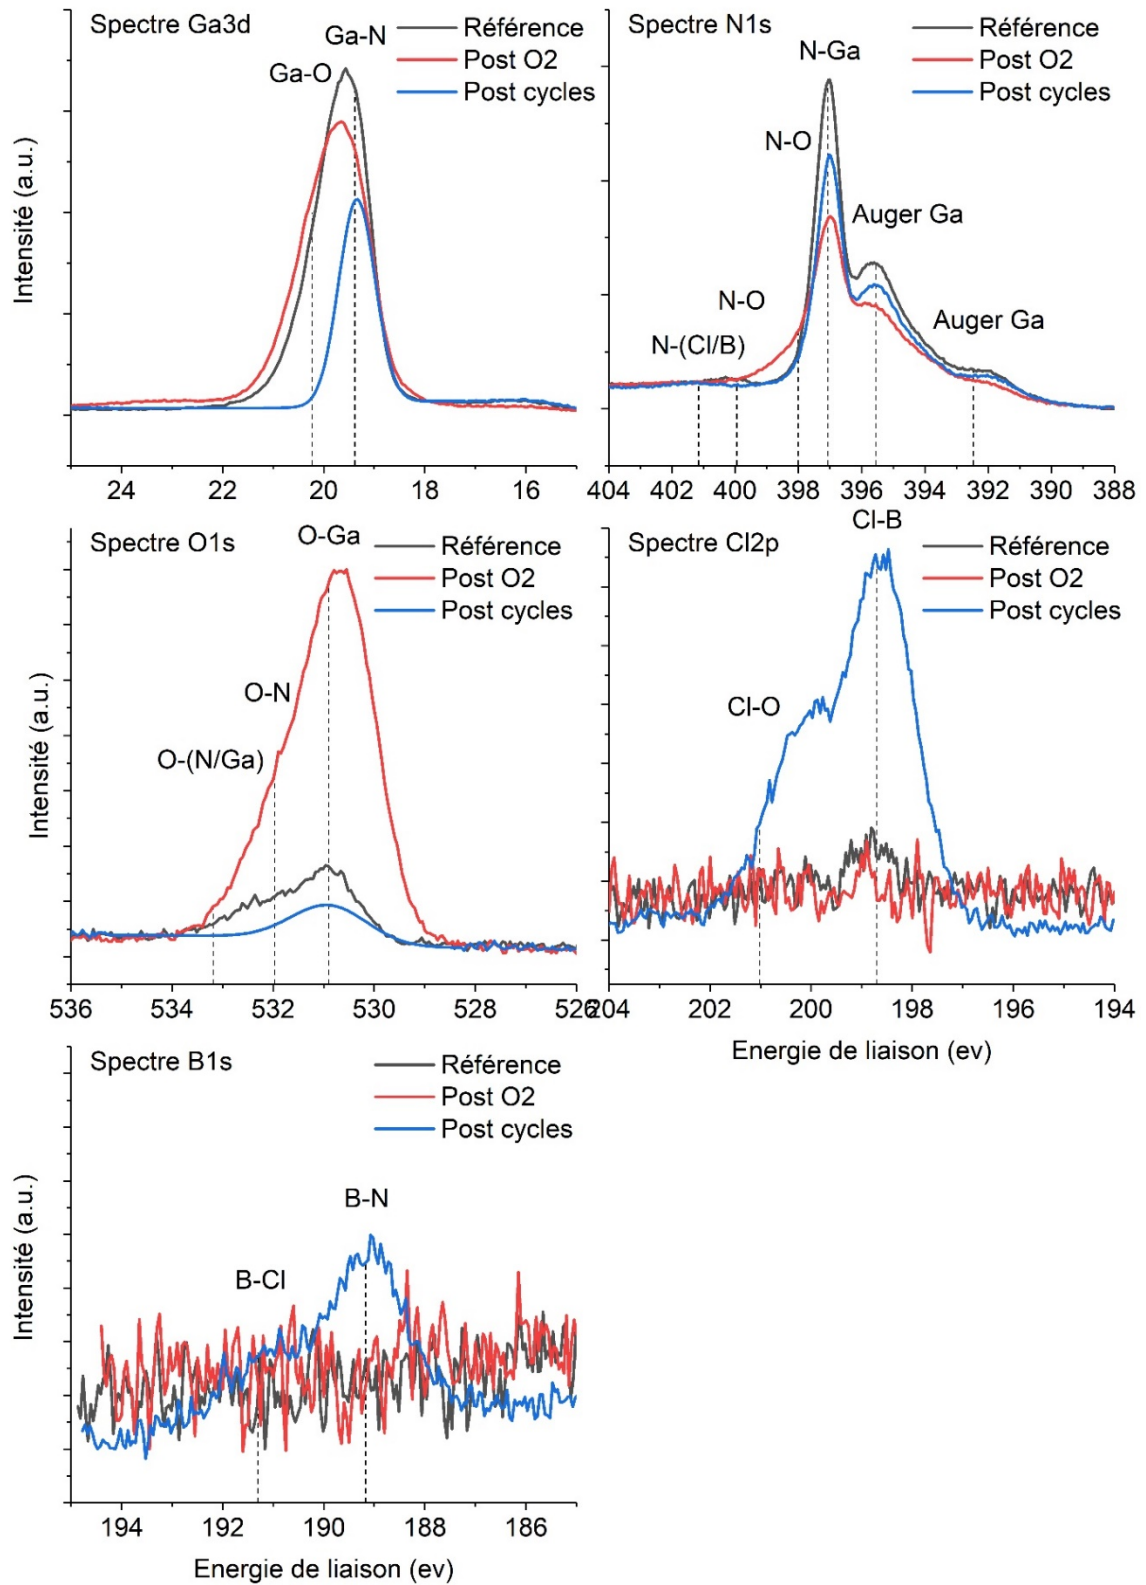 Spectre Ga3d
Référence
Post O2
Post cycles
Ga-N
Ga-O
Intensité (a.u.)
24 22 20 18 16
Spectre N1s
Référence
Post O2
Post cycles
N-Ga
N-O
Auger Ga
N-O
Auger Ga
N-(Cl/B)
404 402 400 398 396 394 392 390 388
Spectre O1s
Référence
Post O2
Post cycles
O-Ga
O-N
O-(N/Ga)
Intensité (a.u.)
536 534 532 530 528 526
Spectre Cl2p
Référence
Post O2
Post cycles
Cl-B
Cl-O
204 202 200 198 196 194
Energie de liaison (ev)
Spectre B1s
Référence
Post O2
Post cycles
B-N
B-Cl
Intensité (a.u.)
194 192 190 188 186
Energie de liaison (ev)